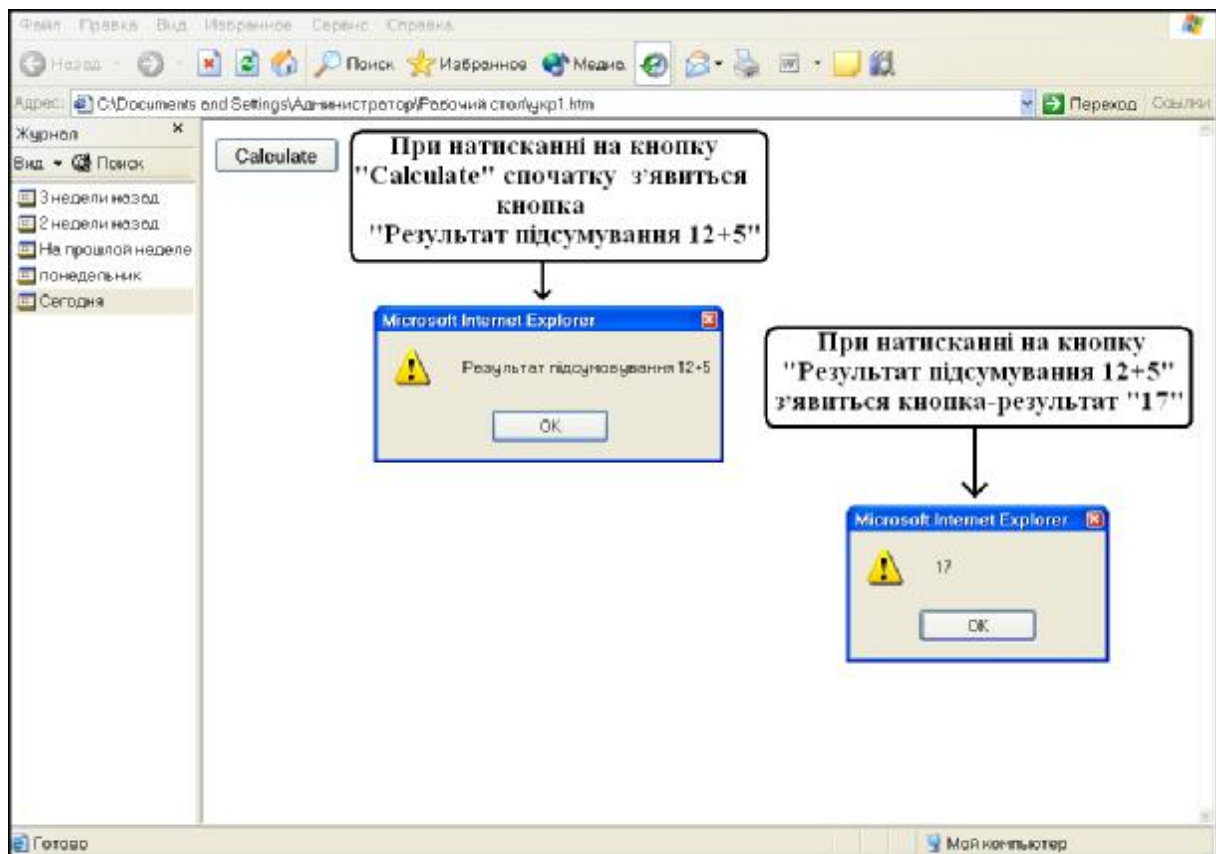 Файл Правка Вид Избранное Сервис Справка
Назад Поиск Избранное Медиа
Адрес: C:\Documents and Settings\Администратор\Рабочий стол\укр1.htm Переход Ссылки
Журнал ×
Вид Поиск
3 недели назад
2 недели назад
На прошлой неделе
понедельник
Сегодня
Calculate
При натисканні на кнопку
"Calculate" спочатку з’явиться
кнопка
"Результат підсумування 12+5"
Microsoft Internet Explorer
Результат підсумовування 12+5
OK
При натисканні на кнопку
"Результат підсумування 12+5"
з’явиться кнопка-результат "17"
Microsoft Internet Explorer
17
OK
Готово Мой компьютер